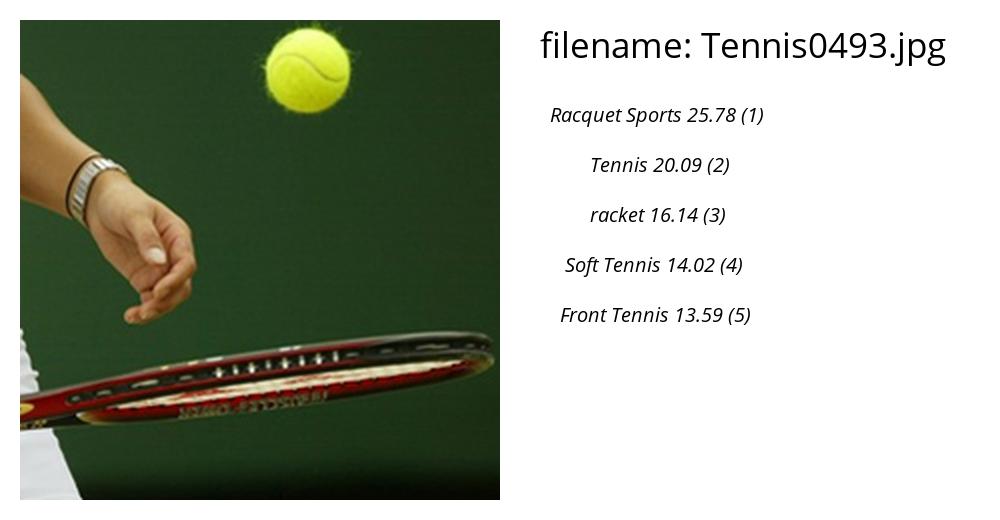 filename: Tennis0493.jpg
Racquet Sports 25.78 (1)
Tennis 20.09 (2)
racket 16.14 (3)
Soft Tennis 14.02 (4)
Front Tennis 13.59 (5)